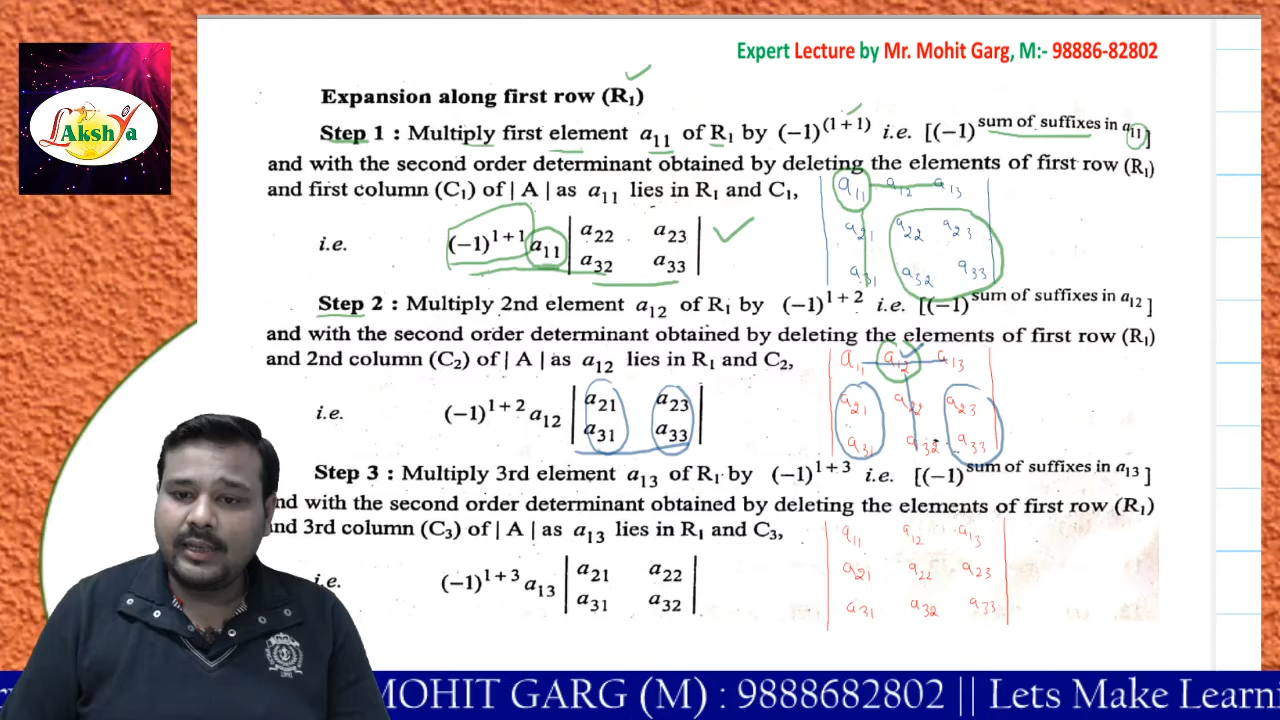 Expert Lecture by Mr. Mohit Garg, M:- 98886-82802
LAkshya
Expansion along first row (R₁)
Step 1 : Multiply first element a₁₁ of R₁ by (−1)⁽¹⁺¹⁾ i.e. [(−1)^sum of suffixes in a₁₁]
and with the second order determinant obtained by deleting the elements of first row (R₁)
and first column (C₁) of | A | as a₁₁ lies in R₁ and C₁,
a₁₁ a₁₂ a₁₃
a₂₁ a₂₂ a₂₃
a₃₁ a₃₂ a₃₃
i.e. (−1)¹⁺¹ a₁₁ | a₂₂ a₂₃ |
| a₃₂ a₃₃ |
Step 2 : Multiply 2nd element a₁₂ of R₁ by (−1)¹⁺² i.e. [(−1)^sum of suffixes in a₁₂]
and with the second order determinant obtained by deleting the elements of first row (R₁)
and 2nd column (C₂) of | A | as a₁₂ lies in R₁ and C₂,
a₁₁ a₁₂ a₁₃
a₂₁ a₂₂ a₂₃
a₃₁ a₃₂ a₃₃
i.e. (−1)¹⁺² a₁₂ | a₂₁ a₂₃ |
| a₃₁ a₃₃ |
Step 3 : Multiply 3rd element a₁₃ of R₁ by (−1)¹⁺³ i.e. [(−1)^sum of suffixes in a₁₃]
and with the second order determinant obtained by deleting the elements of first row (R₁)
and 3rd column (C₃) of | A | as a₁₃ lies in R₁ and C₃,
a₁₁ a₁₂ a₁₃
a₂₁ a₂₂ a₂₃
a₃₁ a₃₂ a₃₃
i.e. (−1)¹⁺³ a₁₃ | a₂₁ a₂₂ |
| a₃₁ a₃₂ |
MOHIT GARG (M) : 9888682802 || Lets Make Learni